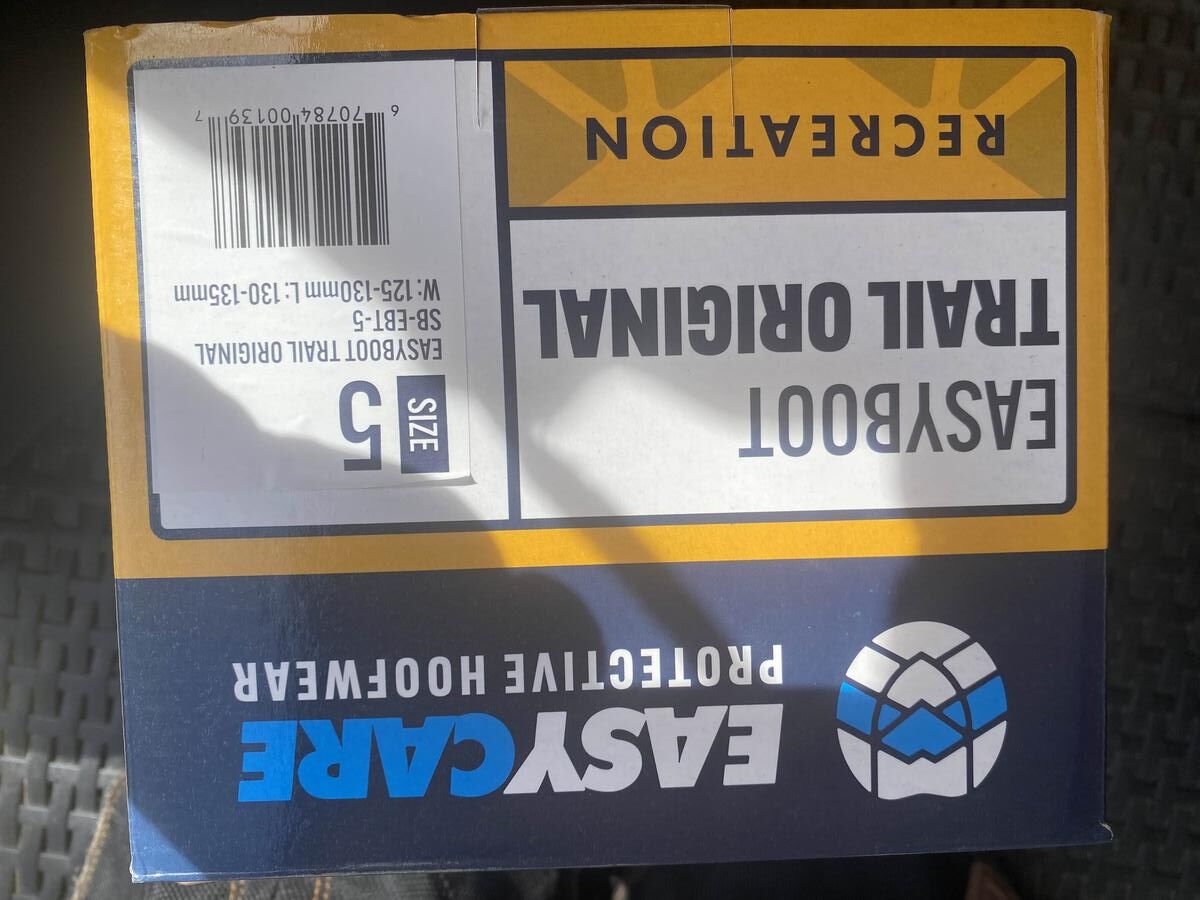 EASYCARE
PROTECTIVE HOOFWEAR
EASYBOOT
TRAIL ORIGINAL
RECREATION
SIZE 5
EASYBOOT TRAIL ORIGINAL
SB-EBT-5
W: 125-130mm L: 130-135mm
6 70784 00139 7